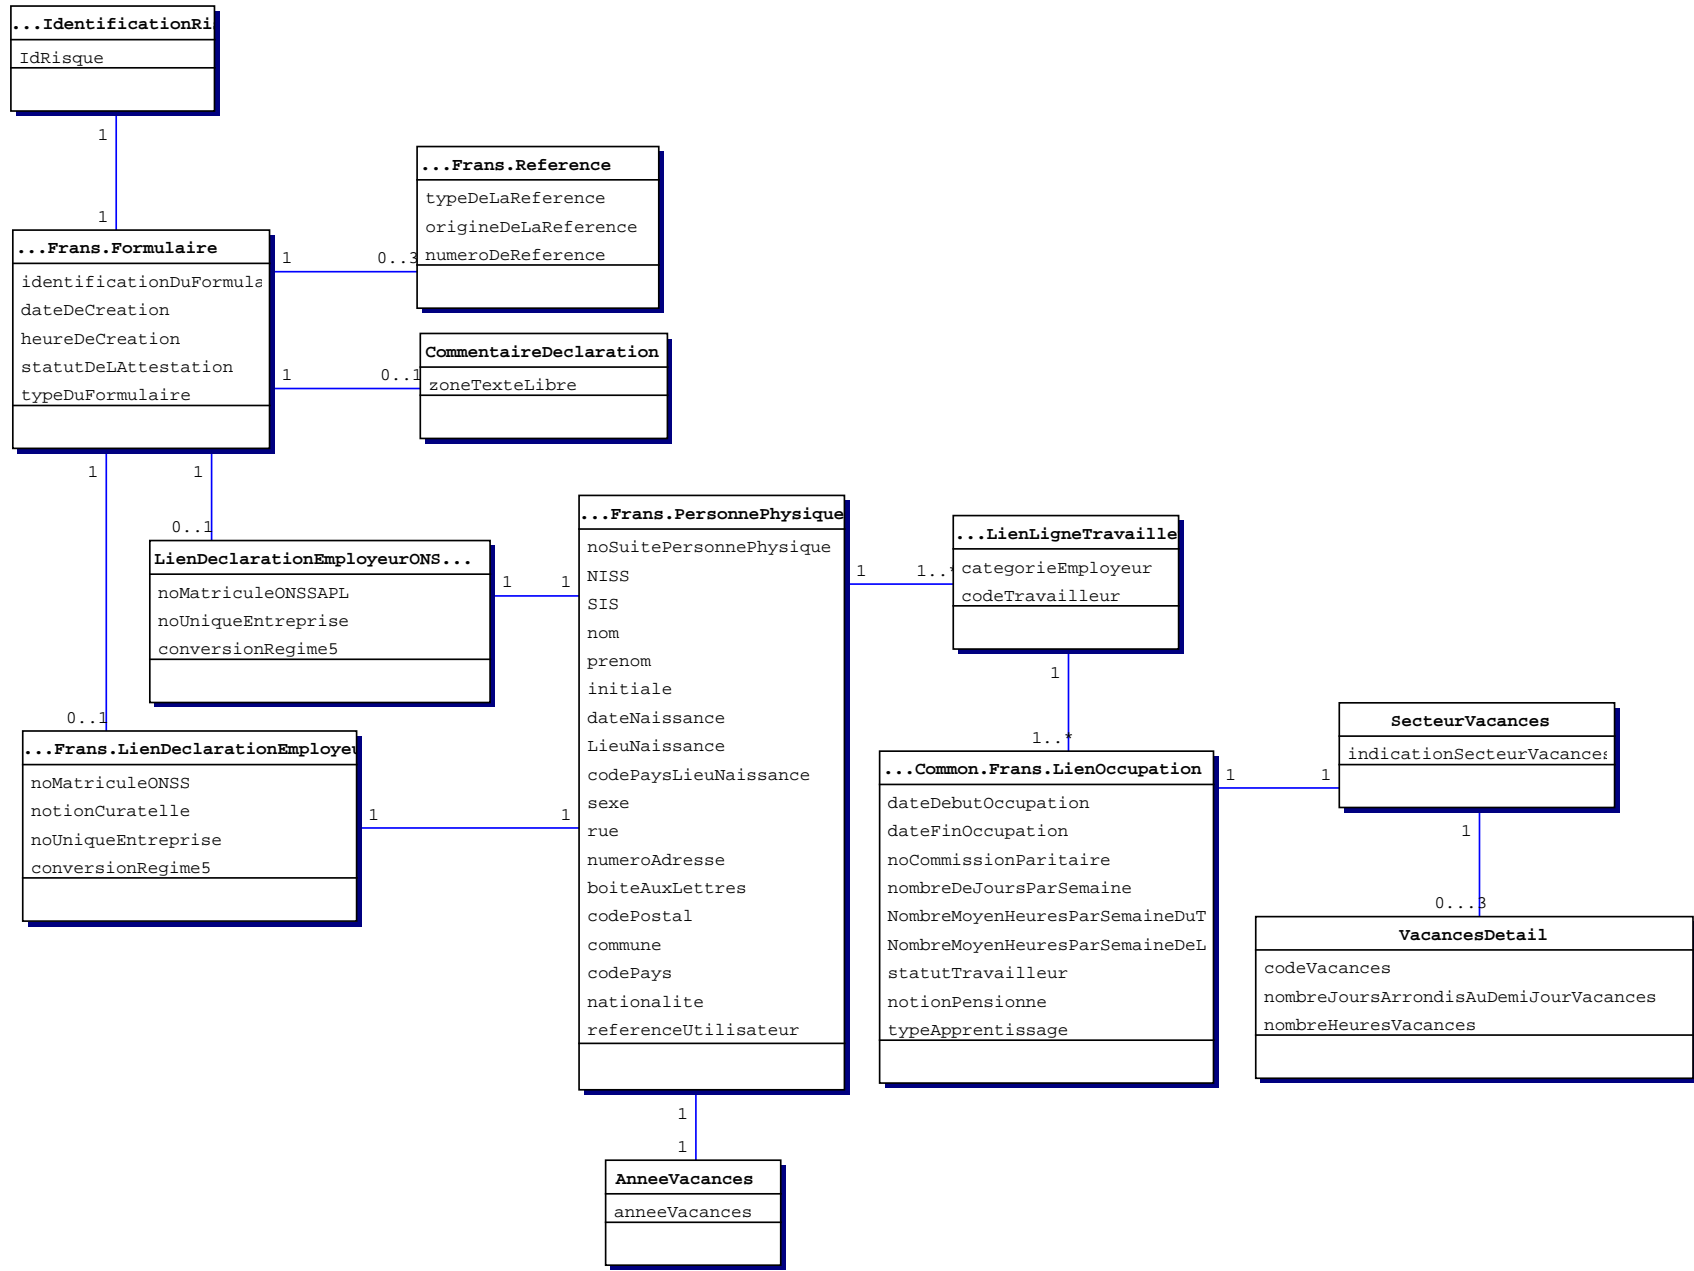 ...IdentificationRi
IdRisque
1
1
...Frans.Reference
typeDeLaReference
origineDeLaReference
numeroDeReference
...Frans.Formulaire
identificationDuFormula
dateDeCreation
heureDeCreation
statutDeLAttestation
typeDuFormulaire
1
0..3
CommentaireDeclaration
zoneTexteLibre
1
0..1
1
1
0..1
LienDeclarationEmployeurONS...
noMatriculeONSSAPL
noUniqueEntreprise
conversionRegime5
1
1
0..1
...Frans.LienDeclarationEmployeu
noMatriculeONSS
notionCuratelle
noUniqueEntreprise
conversionRegime5
1
1
...Frans.PersonnePhysique
noSuitePersonnePhysique
NISS
SIS
nom
prenom
initiale
dateNaissance
LieuNaissance
codePaysLieuNaissance
sexe
rue
numeroAdresse
boiteAuxLettres
codePostal
commune
codePays
nationalite
referenceUtilisateur
1
1..*
...LienLigneTravaille
categorieEmployeur
codeTravailleur
1
1..*
...Common.Frans.LienOccupation
dateDebutOccupation
dateFinOccupation
noCommissionParitaire
nombreDeJoursParSemaine
NombreMoyenHeuresParSemaineDuT
NombreMoyenHeuresParSemaineDeL
statutTravailleur
notionPensionne
typeApprentissage
1
1
SecteurVacances
indicationSecteurVacances
1
0...3
VacancesDetail
codeVacances
nombreJoursArrondisAuDemiJourVacances
nombreHeuresVacances
1
1
AnneeVacances
anneeVacances